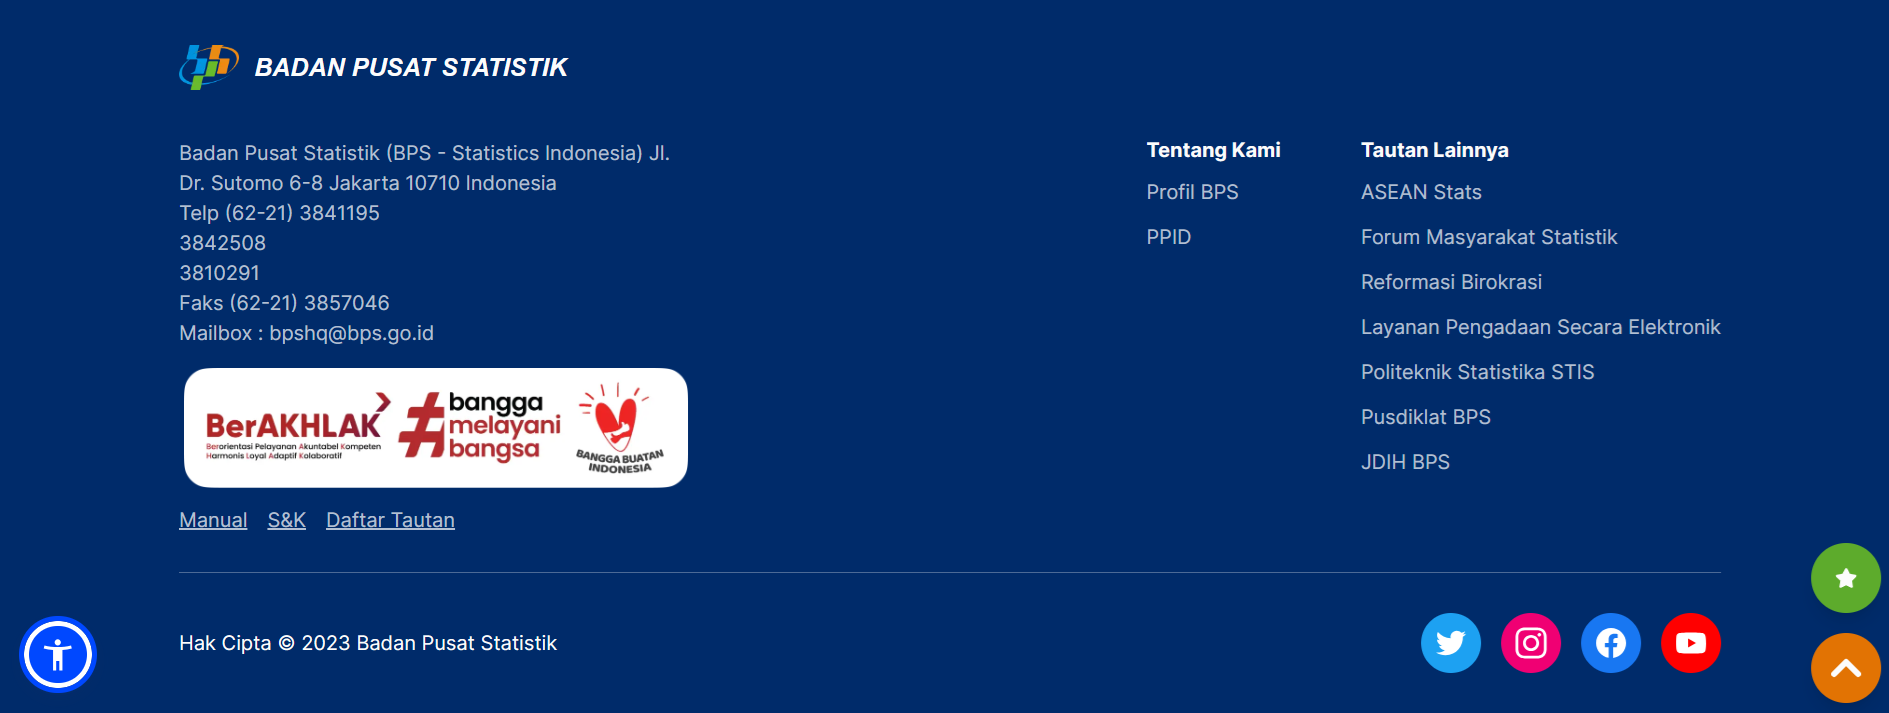 BADAN PUSAT STATISTIK
Badan Pusat Statistik (BPS - Statistics Indonesia) Jl.
Dr. Sutomo 6-8 Jakarta 10710 Indonesia
Telp (62-21) 3841195
3842508
3810291
Faks (62-21) 3857046
Mailbox : bpshq@bps.go.id
BerAKHLAK
Berorientasi Pelayanan Akuntabel Kompeten
Harmonis Loyal Adaptif Kolaboratif
#bangga
melayani
bangsa
BANGGA BUATAN
INDONESIA
Manual S&K Daftar Tautan
Tentang Kami
Profil BPS
PPID
Tautan Lainnya
ASEAN Stats
Forum Masyarakat Statistik
Reformasi Birokrasi
Layanan Pengadaan Secara Elektronik
Politeknik Statistika STIS
Pusdiklat BPS
JDIH BPS
Hak Cipta © 2023 Badan Pusat Statistik